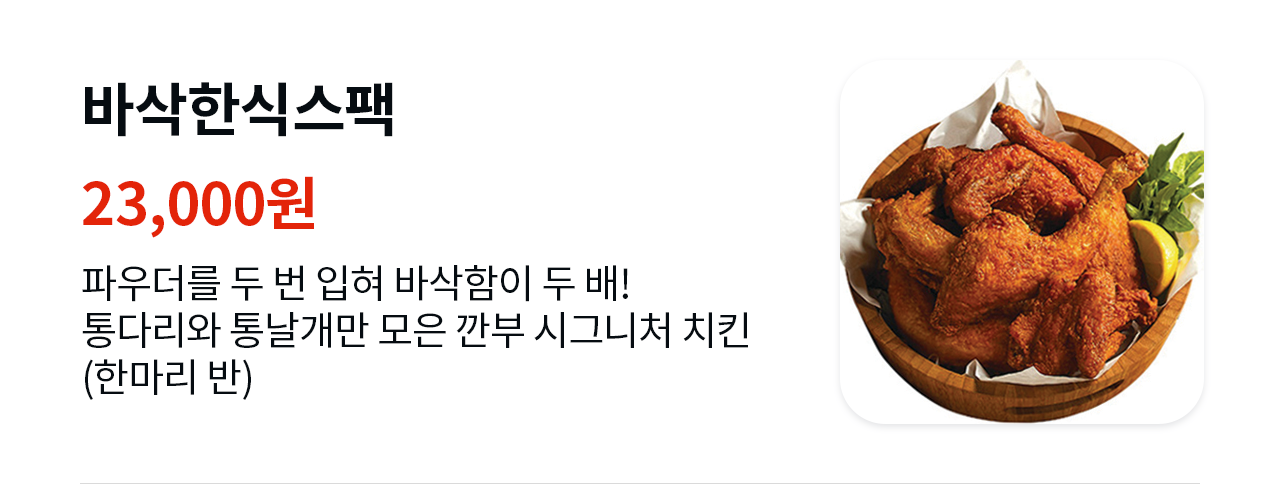 바삭한식스팩
23,000원
파우더를 두 번 입혀 바삭함이 두 배!
통다리와 통날개만 모은 깐부 시그니처 치킨
(한마리 반)